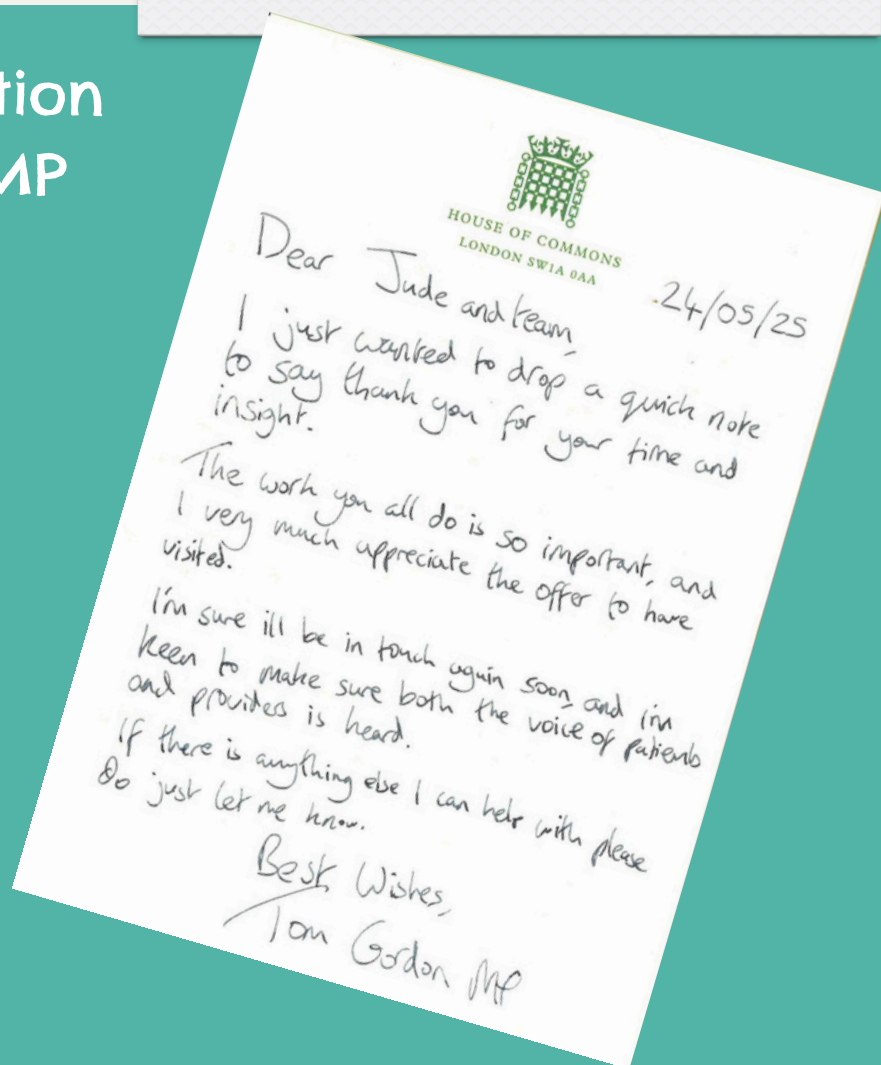 tion
MP
HOUSE OF COMMONS
LONDON SW1A 0AA
24/05/25
Dear Jude and team,
I just wanted to drop a quick note
to say thank you for your time and
insight.
The work you all do is so important, and
I very much appreciate the offer to have
visited.
I'm sure ill be in touch again soon, and i'm
keen to make sure both the voice of patients
and providers is heard.
If there is anything else I can help with please
Do just let me know.
Best Wishes,
Tom Gordon MP